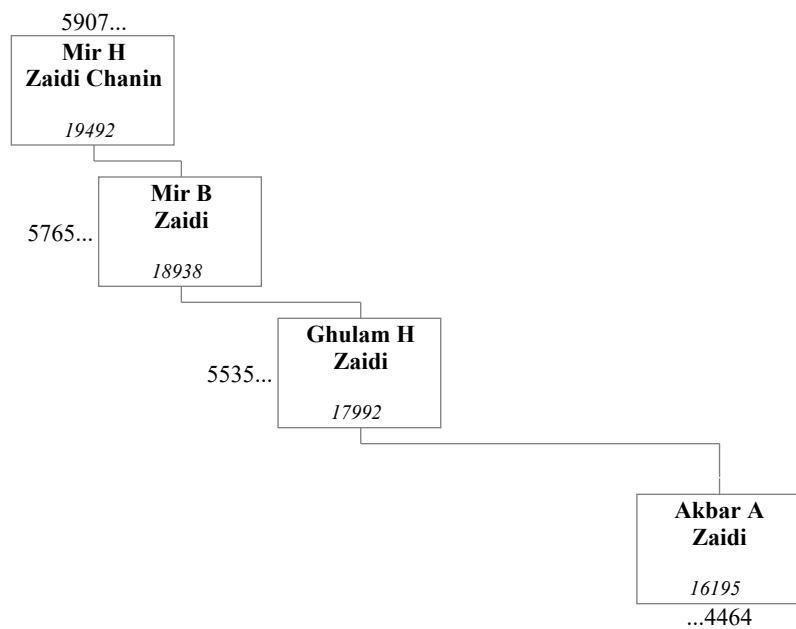 5907...
Mir H
Zaidi Chanin
19492
Mir B
Zaidi
5765...
18938
Ghulam H
Zaidi
5535...
17992
Akbar A
Zaidi
16195
...4464